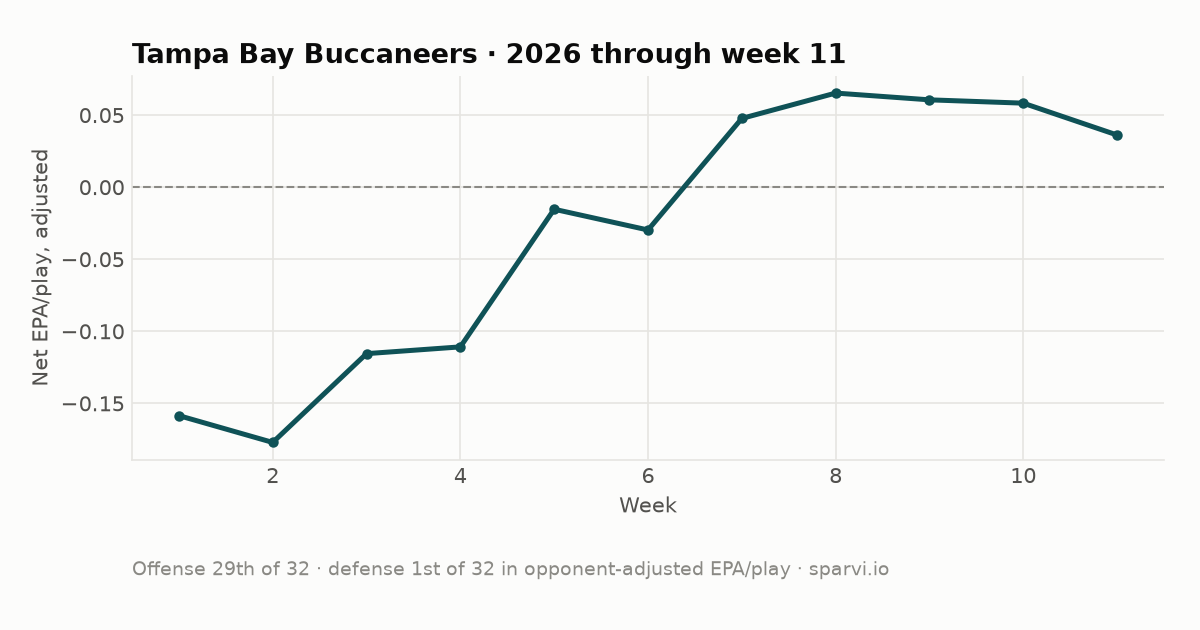 Tampa Bay Buccaneers · 2026 through week 11
Net EPA/play, adjusted
0.05
0.00
−0.05
−0.10
−0.15
2 4 6 8 10
Week
Offense 29th of 32 · defense 1st of 32 in opponent-adjusted EPA/play · sparvi.io